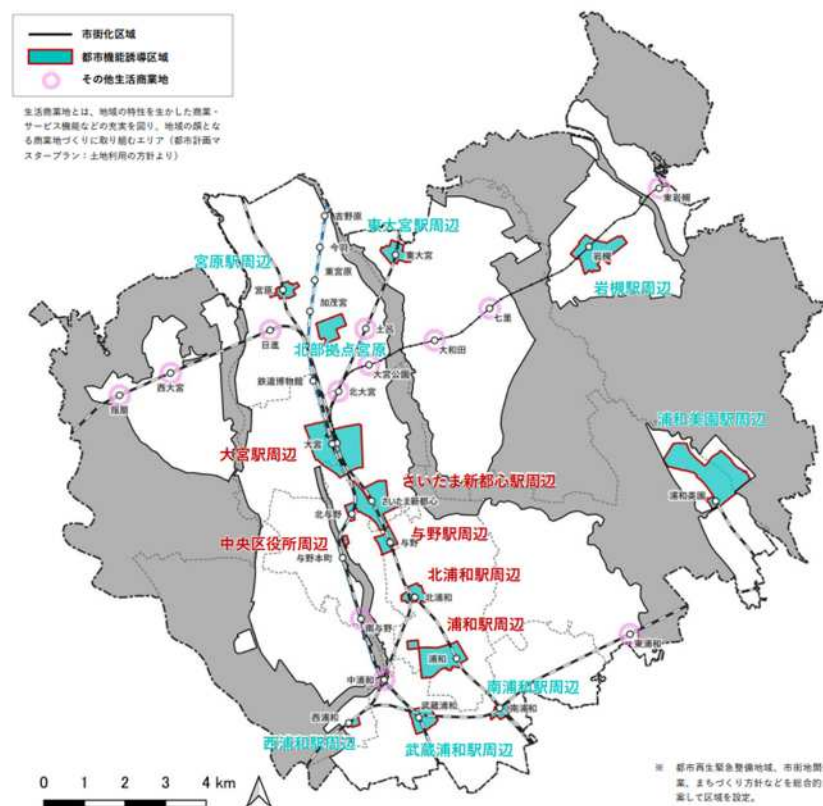 市街化区域
都市機能誘導区域
その他生活商業地
生活商業地とは、地域の特性を生かした商業・
サービス機能などの充実を図り、地域の顔とな
る商業地づくりに取り組むエリア（都市計画マ
スタープラン：土地利用の方針より）
東岩槻
吉野原
東大宮駅周辺
今羽
東大宮
岩槻
宮原駅周辺
東宮原
岩槻駅周辺
宮原
加茂宮
七里
日進
土呂
北部拠点宮原
大和田
大宮公園
西大宮
鉄道博物館
北大宮
指扇
浦和美園駅周辺
大宮
大宮駅周辺
さいたま新都心駅周辺
さいたま新都心
浦和美園
北与野
中央区役所周辺
与野駅周辺
与野
与野本町
北浦和駅周辺
北浦和
南与野
浦和駅周辺
東浦和
浦和
中浦和
南浦和駅周辺
南浦和
西浦和
武蔵浦和
西浦和駅周辺
武蔵浦和駅周辺
0 1 2 3 4 km
※ 都市再生緊急整備地域、市街地開
業、まちづくり方針などを総合的
案して区域を設定。